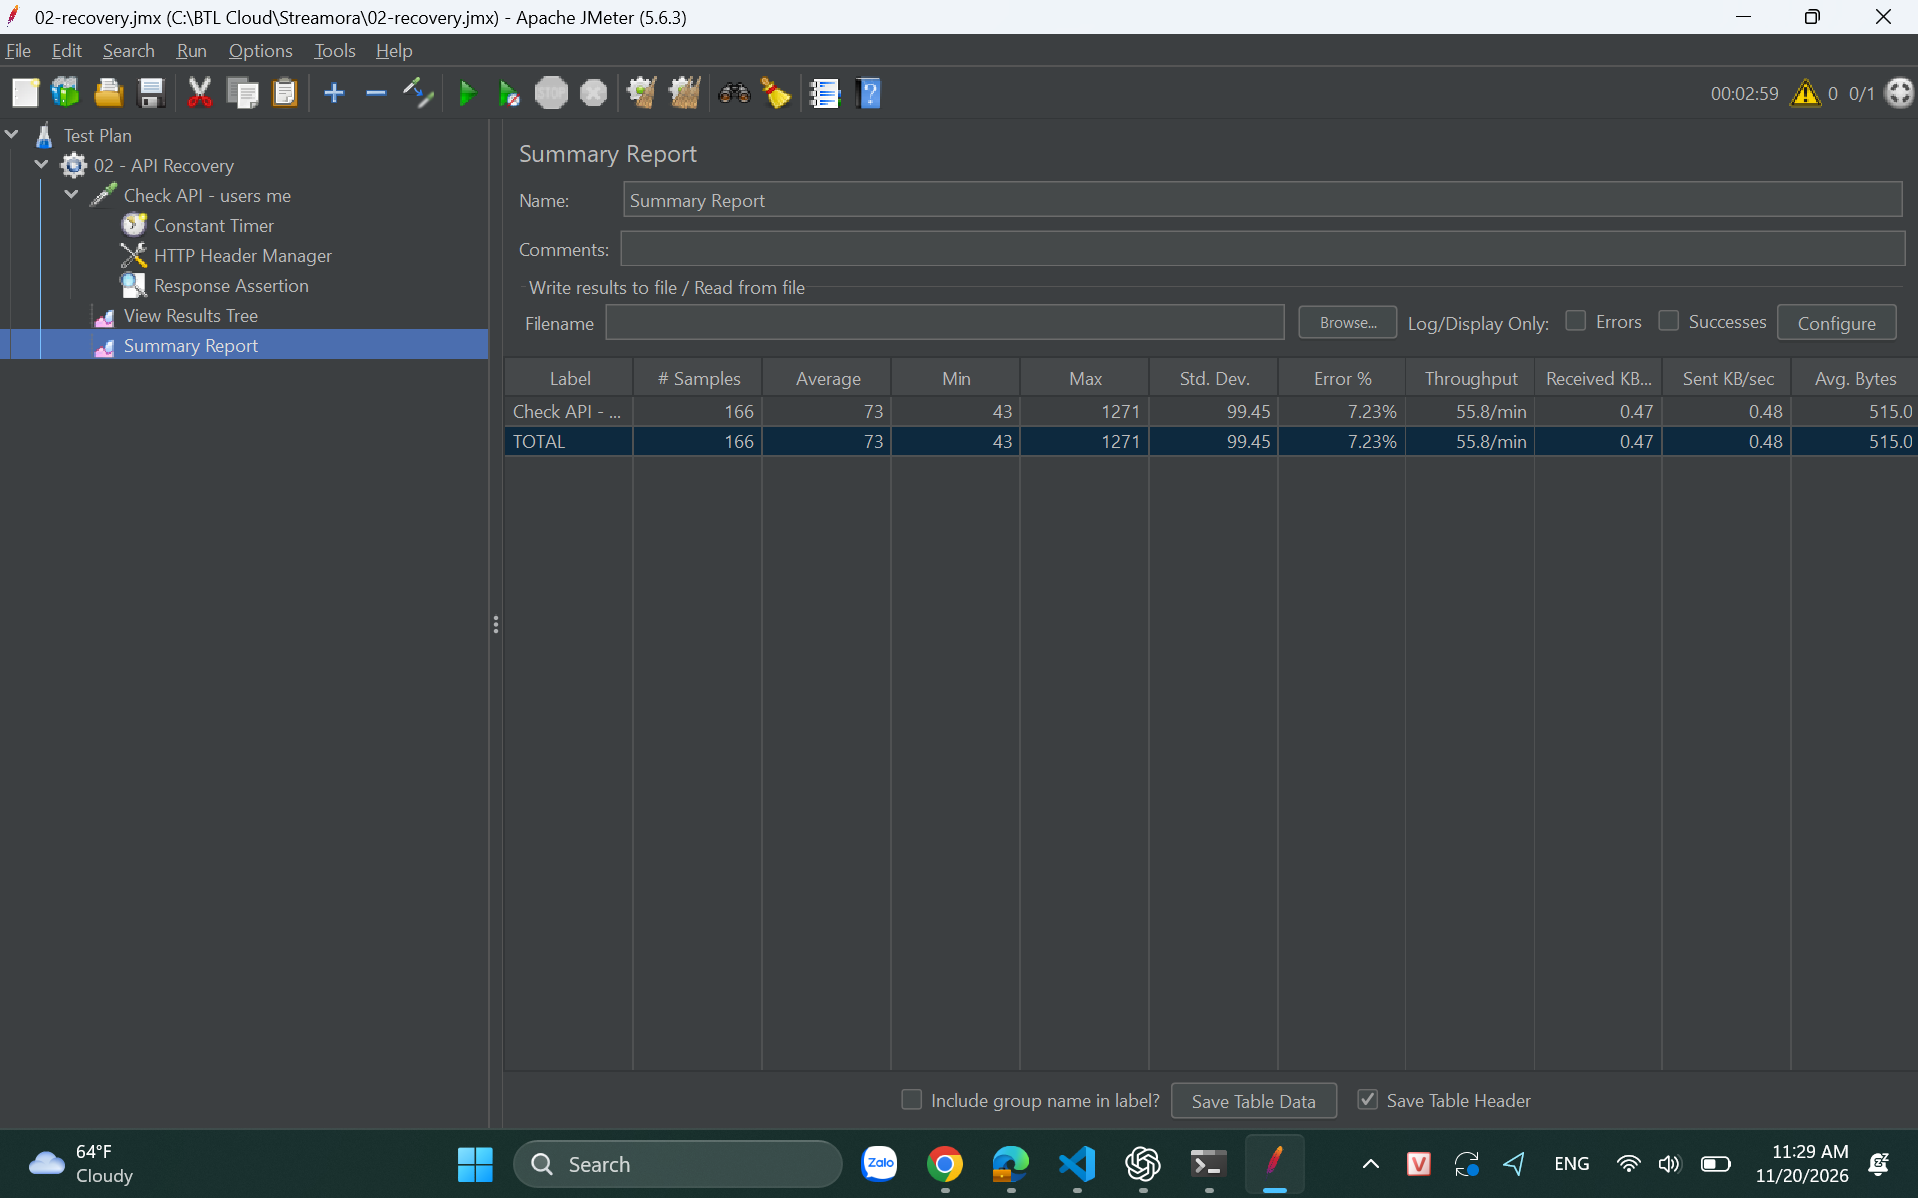 02-recovery.jmx (C:\BTL Cloud\Streamora\02-recovery.jmx) - Apache JMeter (5.6.3)
File Edit Search Run Options Tools Help
STOP 00:02:59 0 0/1
Test Plan
02 - API Recovery
Check API - users me
Constant Timer
HTTP Header Manager
Response Assertion
View Results Tree
Summary Report
Summary Report
Name: Summary Report
Comments:
Write results to file / Read from file
Filename Browse... Log/Display Only: Errors Successes Configure
Label # Samples Average Min Max Std. Dev. Error % Throughput Received KB... Sent KB/sec Avg. Bytes
Check API - ... 166 73 43 1271 99.45 7.23% 55.8/min 0.47 0.48 515.0
TOTAL 166 73 43 1271 99.45 7.23% 55.8/min 0.47 0.48 515.0
Include group name in label? Save Table Data Save Table Header
64°F
Cloudy
Search
Zalo
V
ENG
11:29 AM
11/20/2026